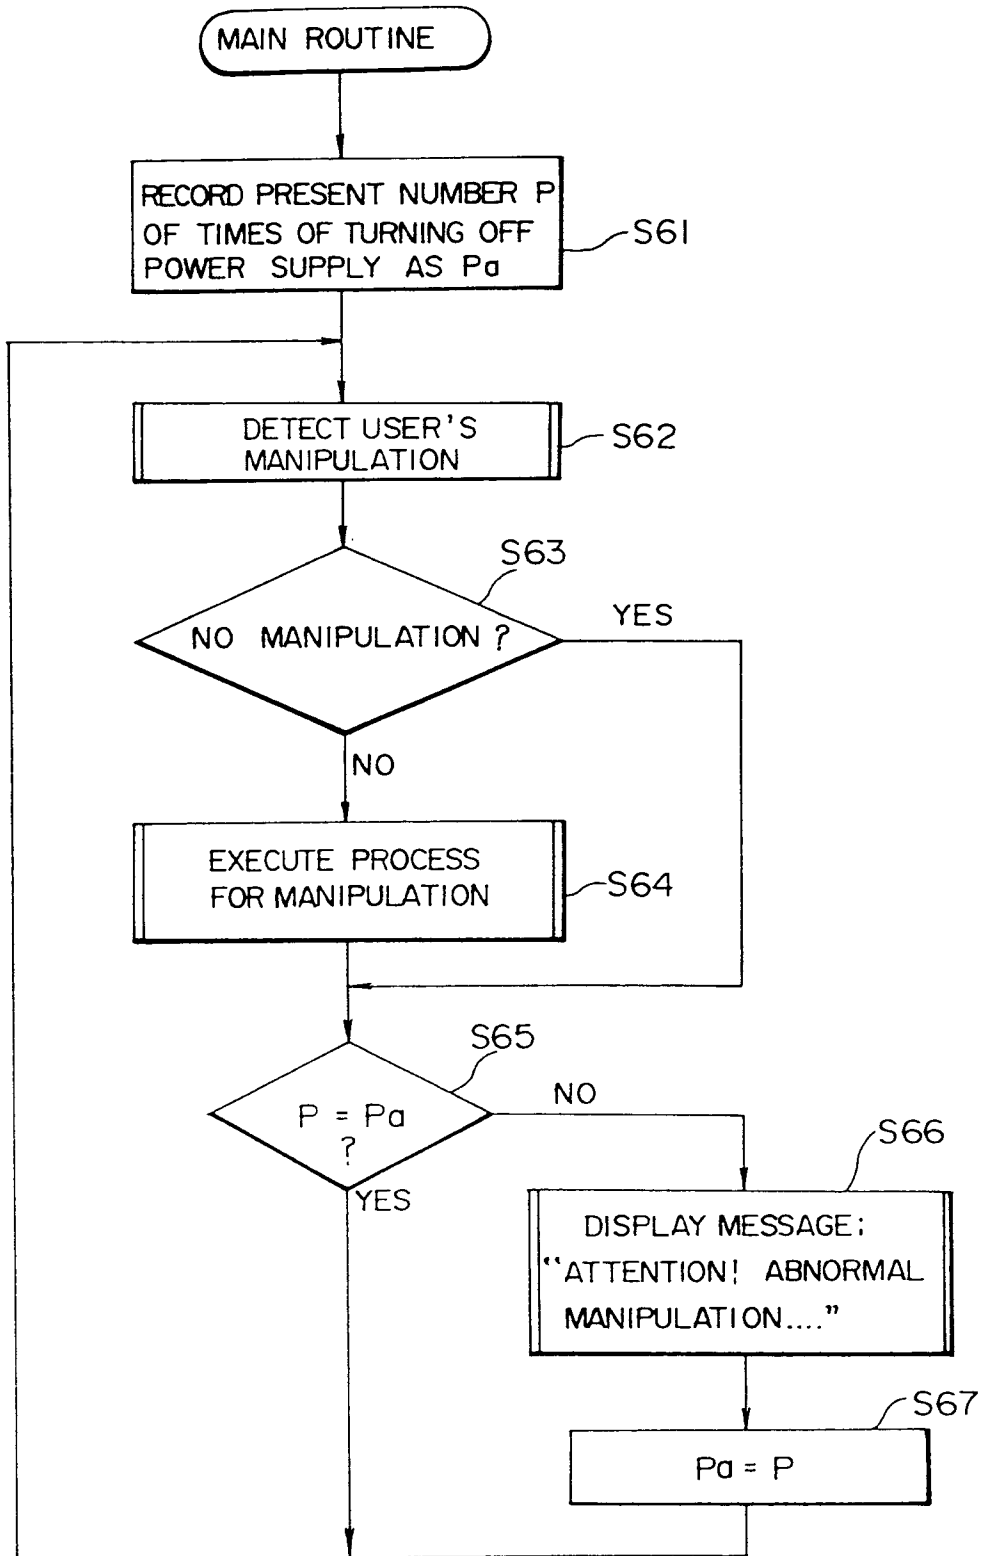 MAIN ROUTINE
RECORD PRESENT NUMBER P
OF TIMES OF TURNING OFF
POWER SUPPLY AS Pa
S61
DETECT USER'S
MANIPULATION
S62
S63
NO MANIPULATION?
YES
NO
EXECUTE PROCESS
FOR MANIPULATION
S64
S65
P = Pa
?
NO
YES
S66
DISPLAY MESSAGE:
"ATTENTION! ABNORMAL
MANIPULATION...."
S67
Pa = P